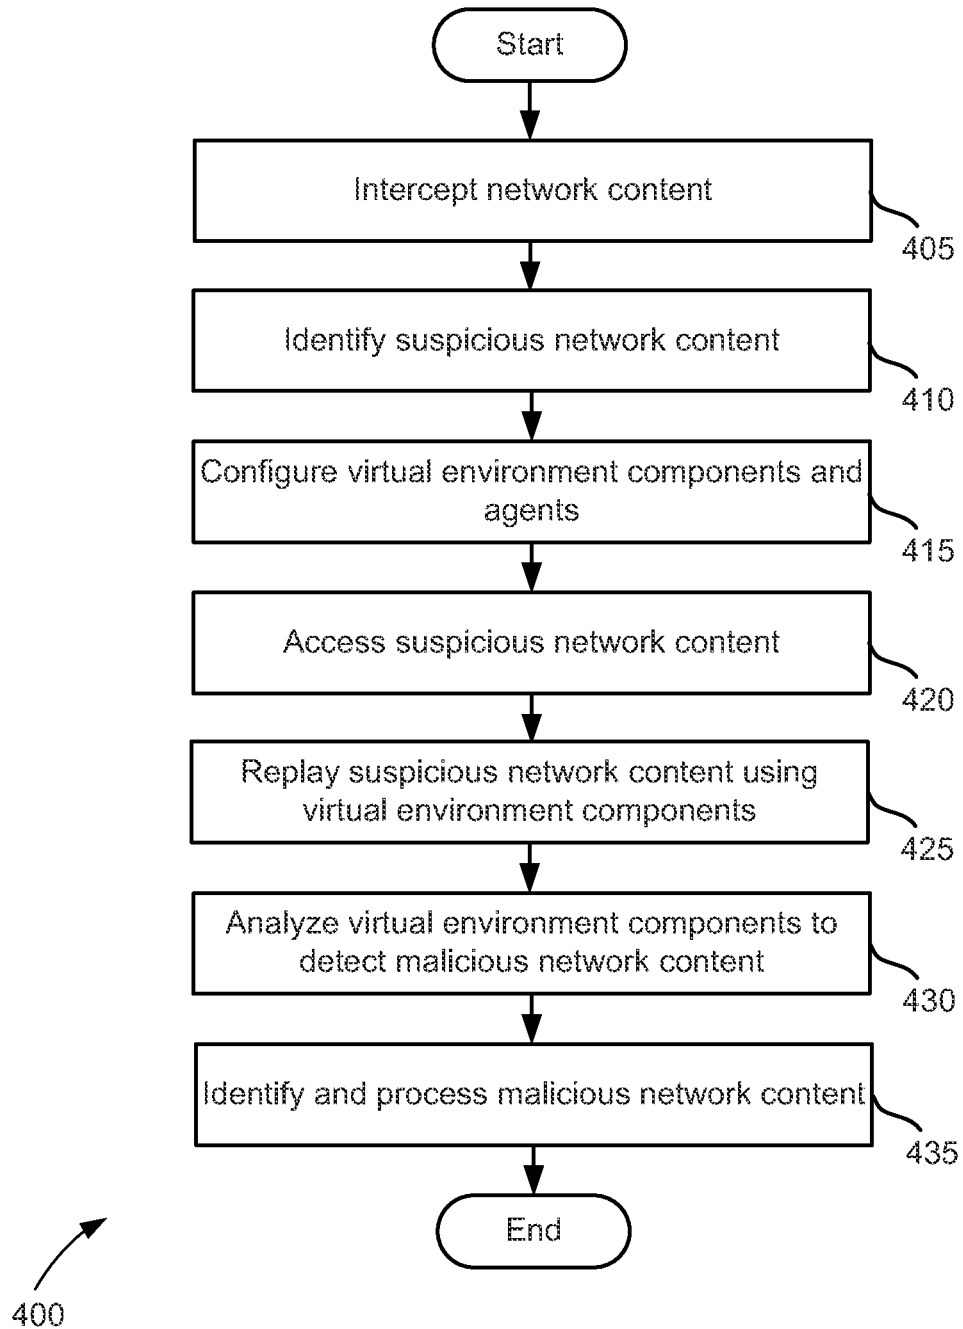 Start
Intercept network content
405
Identify suspicious network content
410
Configure virtual environment components and
agents
415
Access suspicious network content
420
Replay suspicious network content using
virtual environment components
425
Analyze virtual environment components to
detect malicious network content
430
Identify and process malicious network content
435
End
400